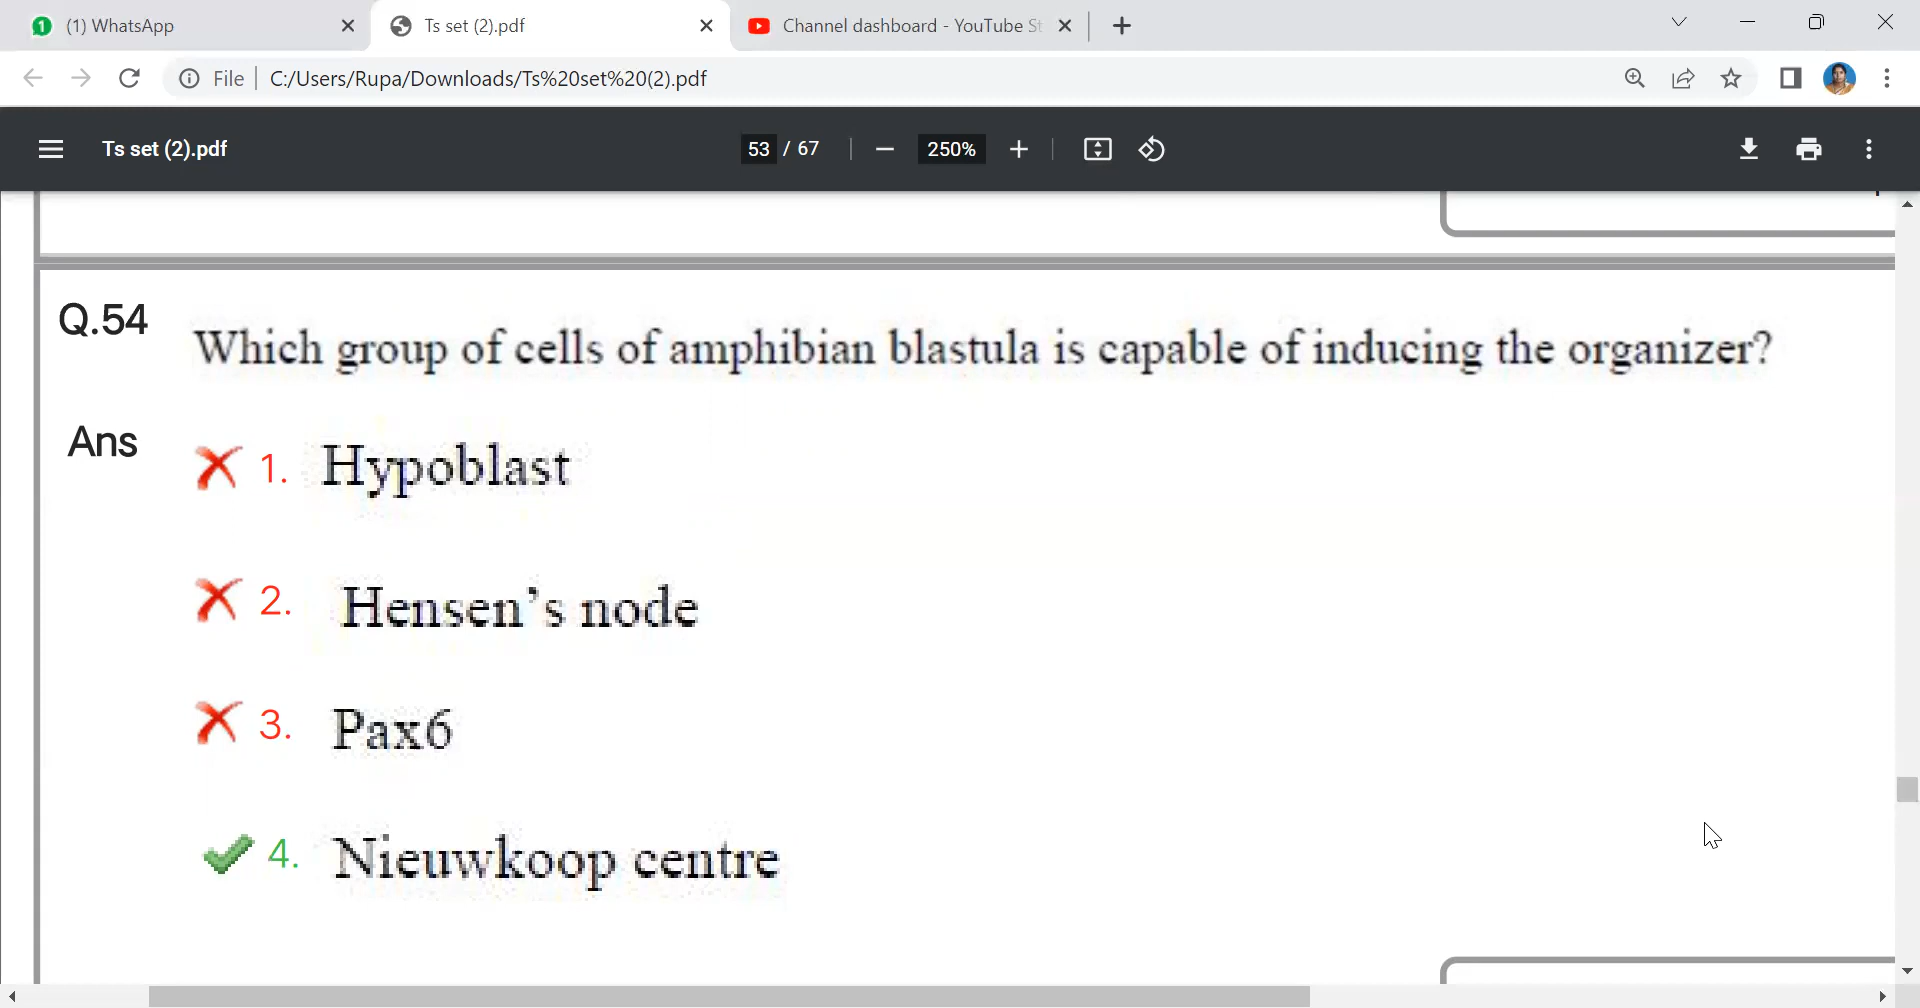 (1) WhatsApp
Ts set (2).pdf
Channel dashboard - YouTube St
File
C:/Users/Rupa/Downloads/Ts%20set%20(2).pdf
Ts set (2).pdf
53 / 67
250%
Q.54
Which group of cells of amphibian blastula is capable of inducing the organizer?
Ans
1. Hypoblast
2. Hensen's node
3. Pax6
4. Nieuwkoop centre